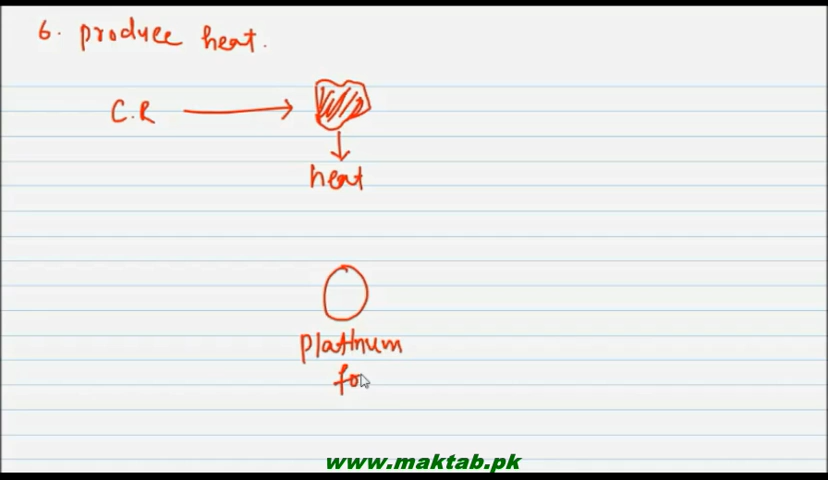 6. produce heat.
C.R
heat
platinum
fo
www.maktab.pk